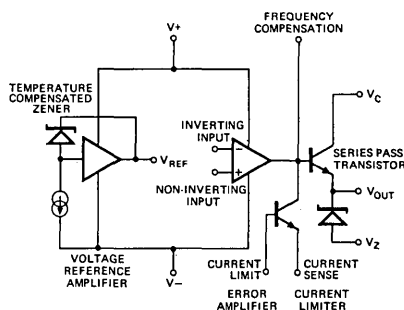 FREQUENCY
COMPENSATION
V+
TEMPERATURE
COMPENSATED
ZENER
VC
INVERTING
INPUT
SERIES PASS
TRANSISTOR
VREF
−
+
NON-INVERTING
INPUT
VOUT
VZ
VOLTAGE
REFERENCE
AMPLIFIER
V−
CURRENT
LIMIT
CURRENT
SENSE
ERROR
AMPLIFIER
CURRENT
LIMITER